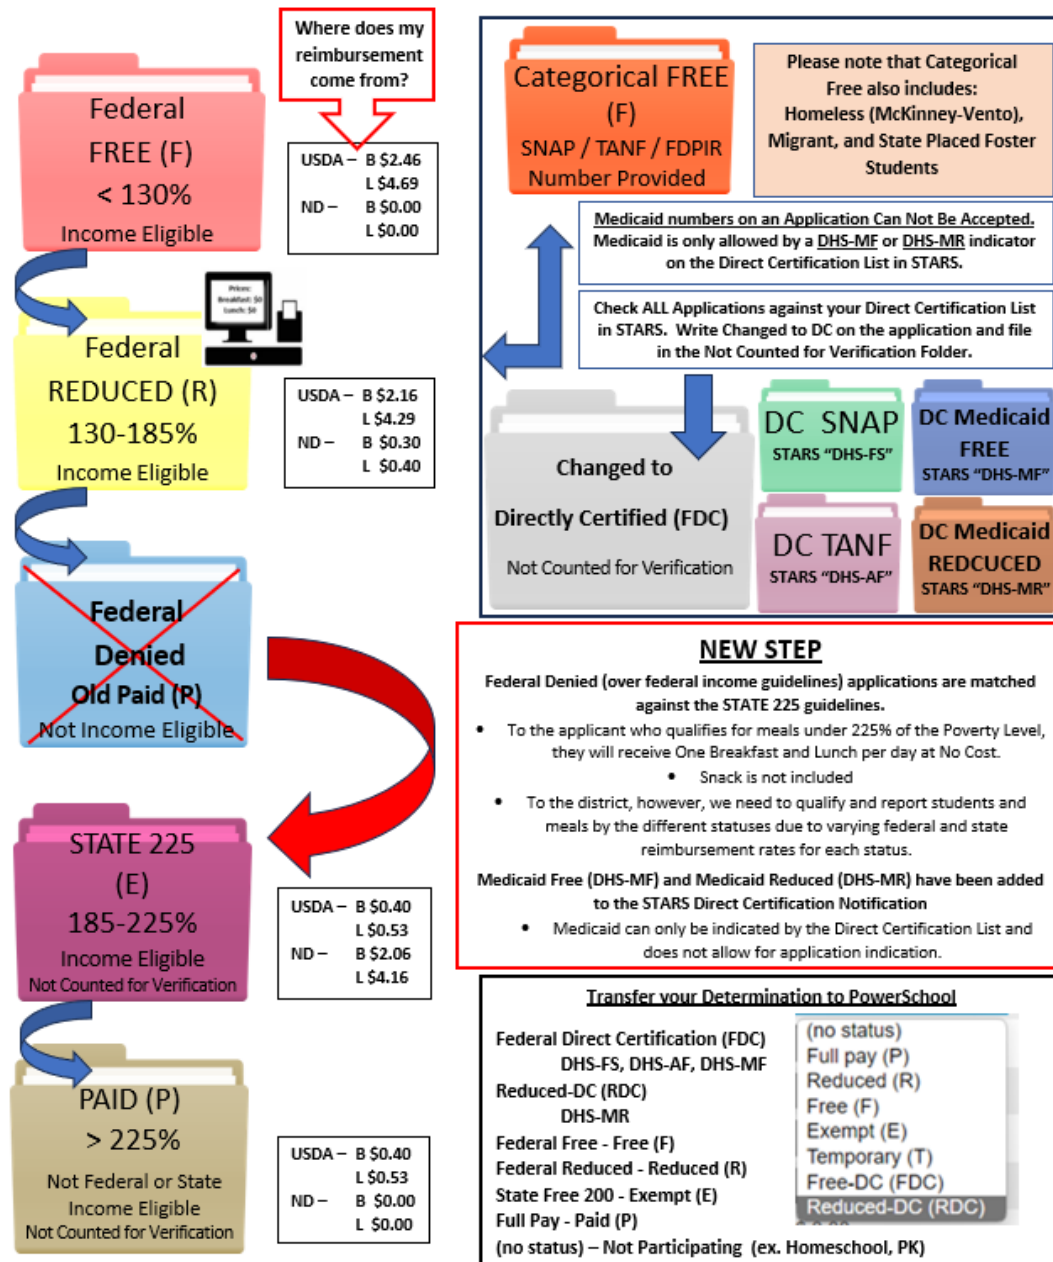 Where does my
reimbursement
come from?
Federal
FREE (F)
< 130%
Income Eligible
USDA – B $2.46
L $4.69
ND – B $0.00
L $0.00
Prices:
Breakfast: $0
Lunch: $0
Federal
REDUCED (R)
130-185%
Income Eligible
USDA – B $2.16
L $4.29
ND – B $0.30
L $0.40
Federal
Denied
Old Paid (P)
Not Income Eligible
STATE 225
(E)
185-225%
Income Eligible
Not Counted for Verification
USDA – B $0.40
L $0.53
ND – B $2.06
L $4.16
PAID (P)
> 225%
Not Federal or State
Income Eligible
Not Counted for Verification
USDA – B $0.40
L $0.53
ND – B $0.00
L $0.00
Categorical FREE
(F)
SNAP / TANF / FDPIR
Number Provided
Please note that Categorical
Free also includes:
Homeless (McKinney-Vento),
Migrant, and State Placed Foster
Students
Medicaid numbers on an Application Can Not Be Accepted.
Medicaid is only allowed by a DHS-MF or DHS-MR indicator
on the Direct Certification List in STARS.
Check ALL Applications against your Direct Certification List
in STARS. Write Changed to DC on the application and file
in the Not Counted for Verification Folder.
Changed to
Directly Certified (FDC)
Not Counted for Verification
DC SNAP
STARS “DHS-FS”
DC Medicaid
FREE
STARS “DHS-MF”
DC TANF
STARS “DHS-AF”
DC Medicaid
REDCUCED
STARS “DHS-MR”
NEW STEP
Federal Denied (over federal income guidelines) applications are matched
against the STATE 225 guidelines.
• To the applicant who qualifies for meals under 225% of the Poverty Level,
they will receive One Breakfast and Lunch per day at No Cost.
• Snack is not included
• To the district, however, we need to qualify and report students and
meals by the different statuses due to varying federal and state
reimbursement rates for each status.
Medicaid Free (DHS-MF) and Medicaid Reduced (DHS-MR) have been added
to the STARS Direct Certification Notification
• Medicaid can only be indicated by the Direct Certification List and
does not allow for application indication.
Transfer your Determination to PowerSchool
Federal Direct Certification (FDC)
DHS-FS, DHS-AF, DHS-MF
Reduced-DC (RDC)
DHS-MR
Federal Free - Free (F)
Federal Reduced - Reduced (R)
State Free 200 - Exempt (E)
Full Pay - Paid (P)
(no status) – Not Participating (ex. Homeschool, PK)
(no status)
Full pay (P)
Reduced (R)
Free (F)
Exempt (E)
Temporary (T)
Free-DC (FDC)
Reduced-DC (RDC)